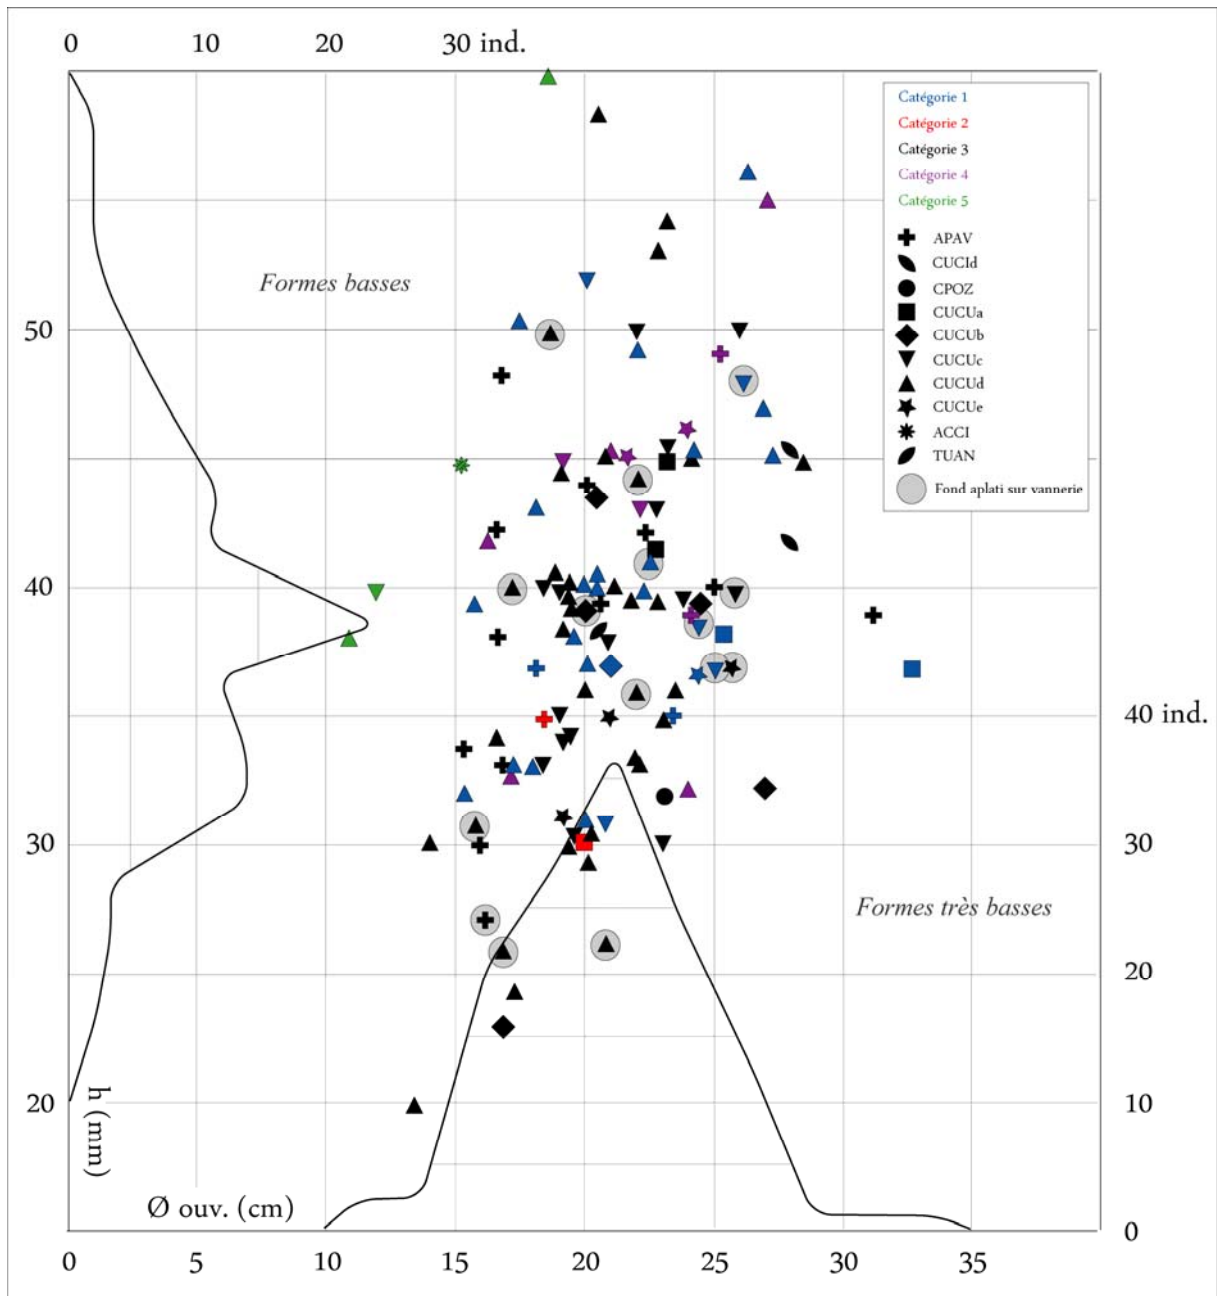 0 10 20 30 ind.
Catégorie 1
Catégorie 2
Catégorie 3
Catégorie 4
Catégorie 5
APAV
CUCId
CPOZ
CUCUa
CUCUb
CUCUc
CUCUd
CUCUe
ACCI
TUAN
Fond aplati sur vannerie
Formes basses
50
40
40 ind.
30
30
Formes très basses
20
20
10
h (mm)
Ø ouv. (cm)
0
0 5 10 15 20 25 30 35